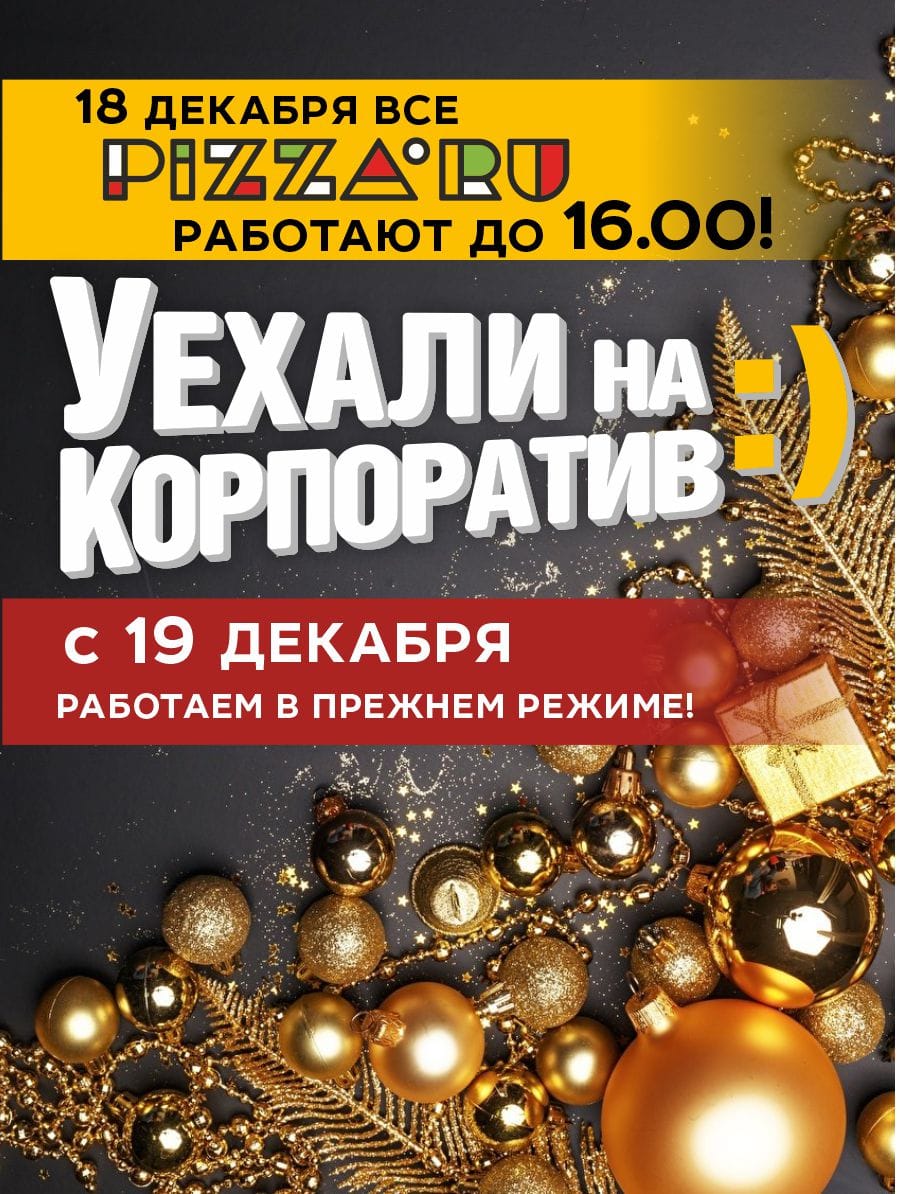 18 ДЕКАБРЯ ВСЕ
PIZZA°RU
РАБОТАЮТ ДО 16.00!
УЕХАЛИ НА
КОРПОРАТИВ :)
С 19 ДЕКАБРЯ
РАБОТАЕМ В ПРЕЖНЕМ РЕЖИМЕ!